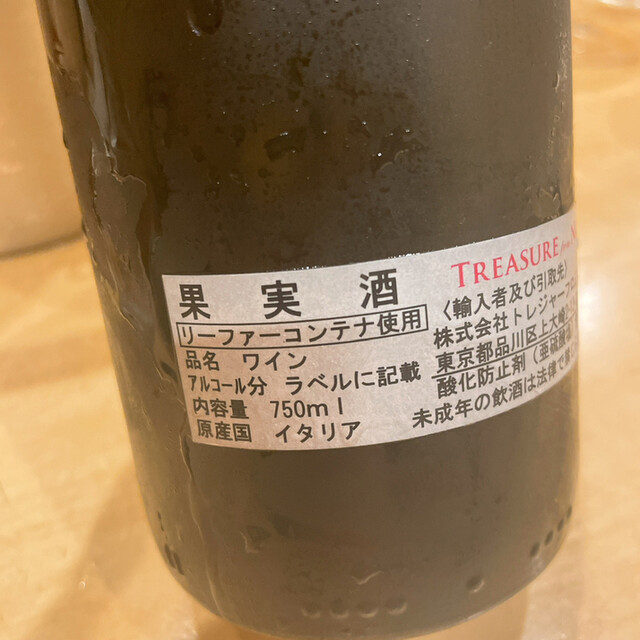 果実酒
リーファーコンテナ使用
品名 ワイン
アルコール分 ラベルに記載
内容量 750ml
原産国 イタリア
TREASURE
〈輸入者及び引取先〉
株式会社トレジャー
東京都品川区上大崎
酸化防止剤(亜硫酸
未成年の飲酒は法律で